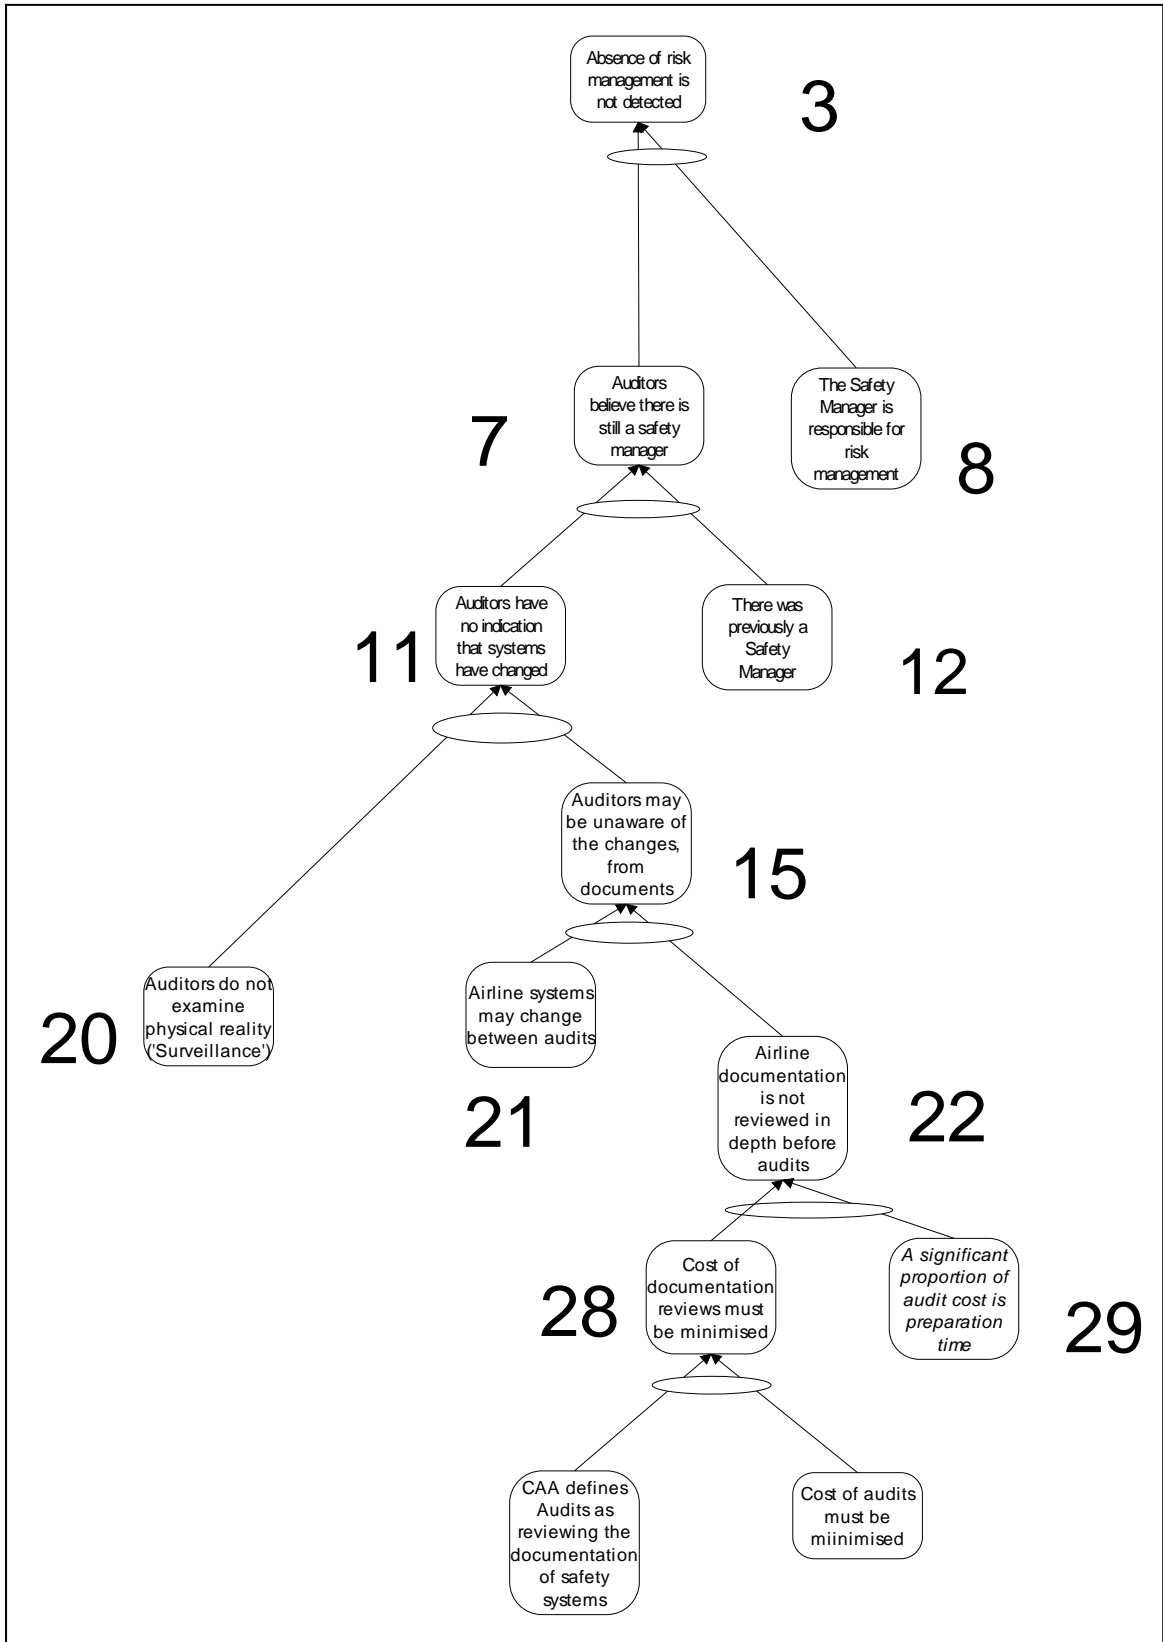 Absence of risk
management is
not detected
3
Auditors
believe there is
still a safety
manager
7
The Safety
Manager is
responsible for
risk
management
8
Auditors have
no indication
that systems
have changed
11
There was
previously a
Safety
Manager
12
Auditors may
be unaware of
the changes,
from
documents
15
Auditors do not
examine
physical reality
('Surveillance')
20
Airline systems
may change
between audits
21
Airline
documentation
is not
reviewed in
depth before
audits
22
Cost of
documentation
reviews must
be minimised
28
A significant
proportion of
audit cost is
preparation
time
29
CAA defines
Audits as
reviewing the
documentation
of safety
systems
Cost of audits
must be
miinimised